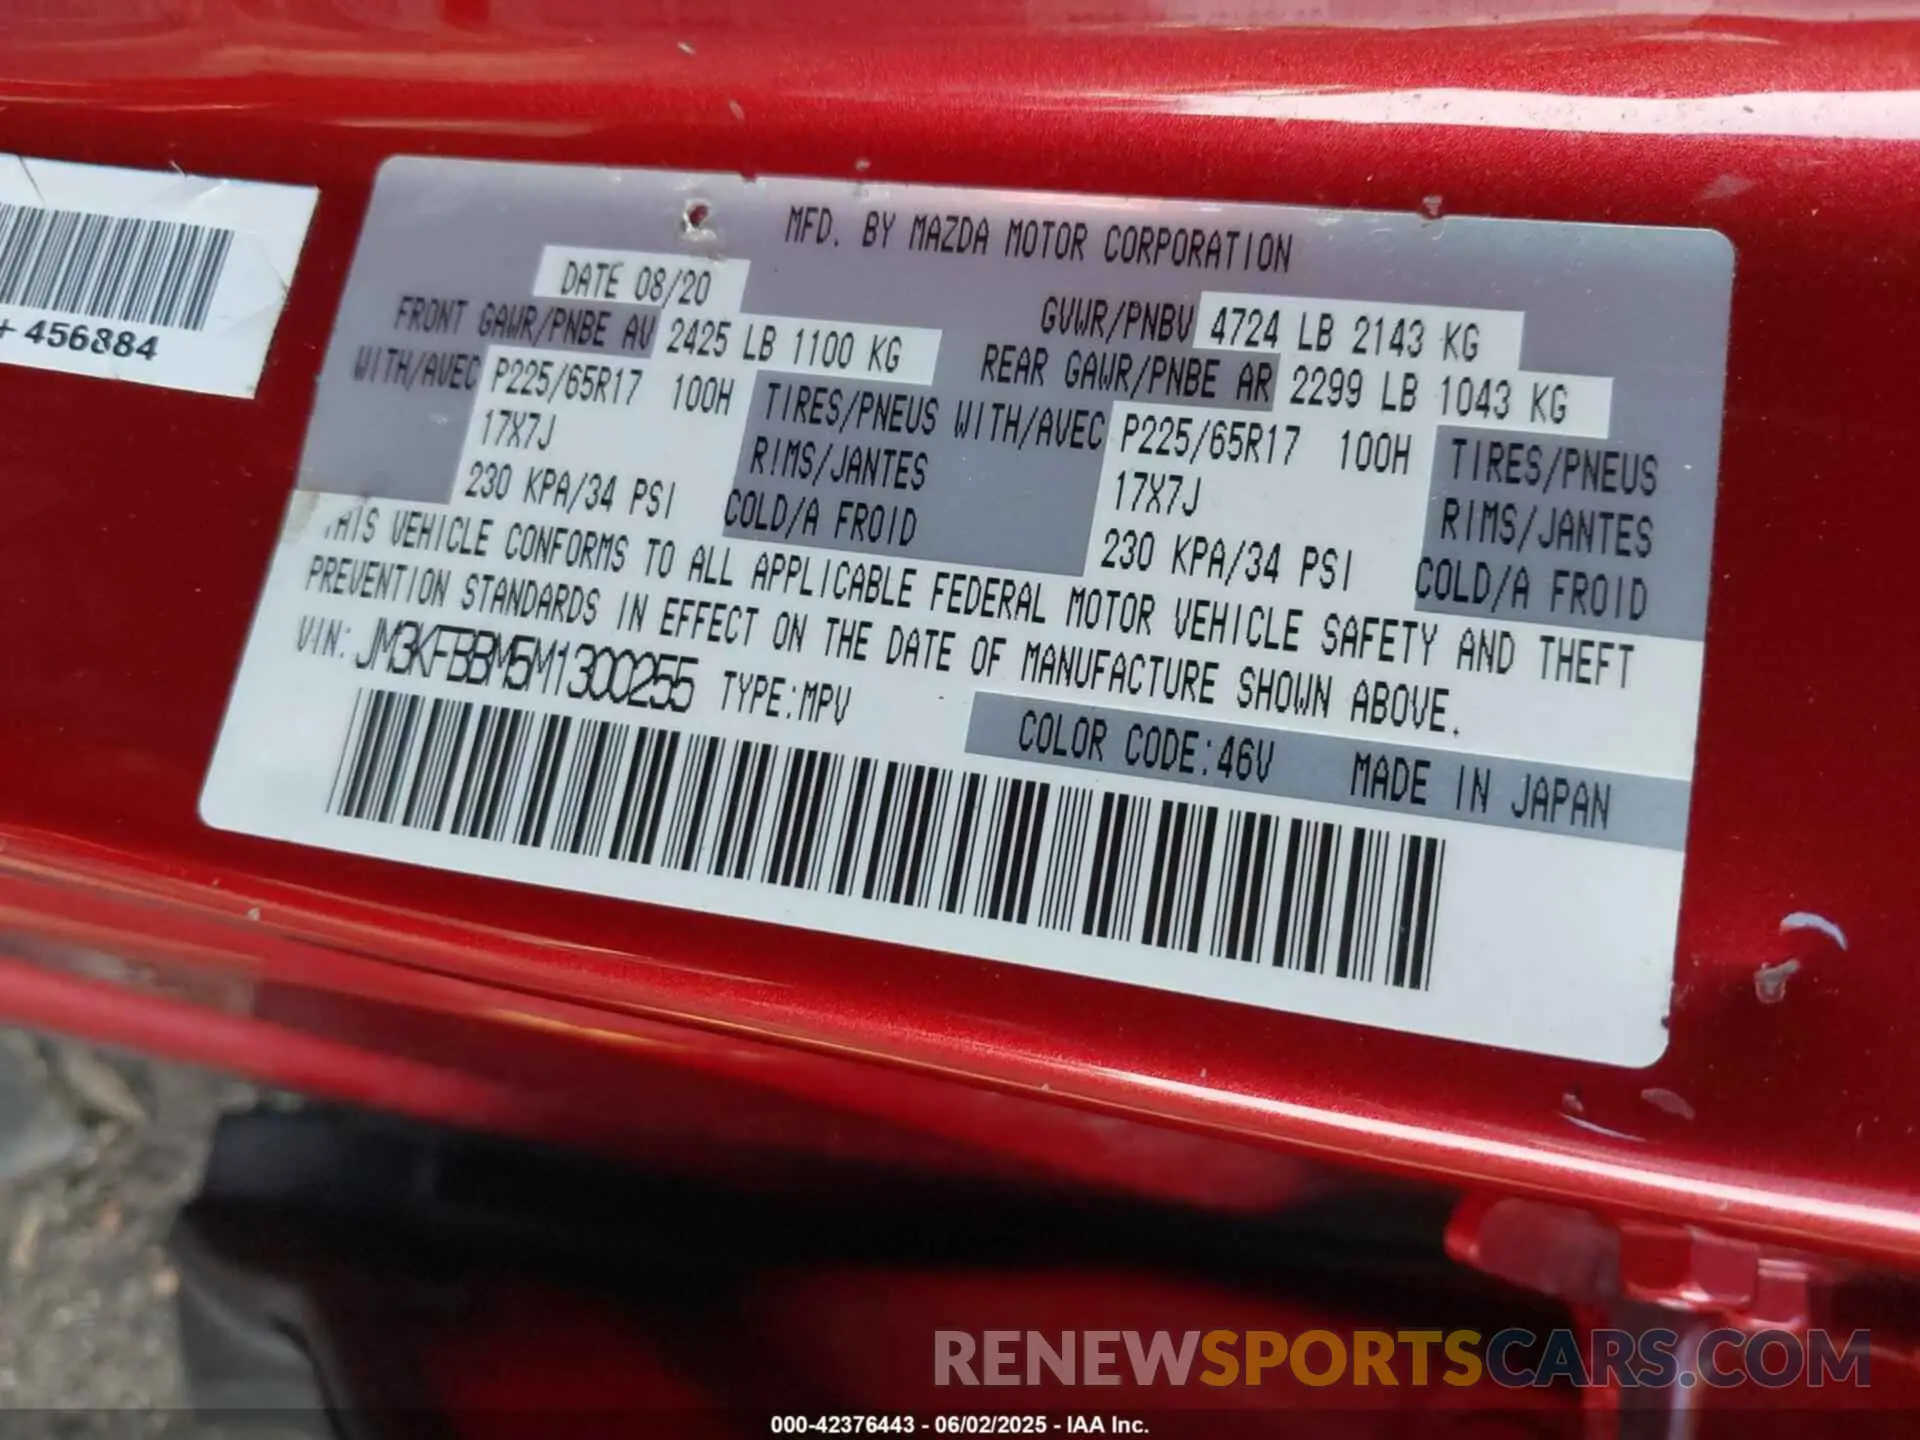 + 456884
MFD. BY MAZDA MOTOR CORPORATION
DATE 08/20
GVWR/PNBV 4724 LB 2143 KG
FRONT GAWR/PNBE AV 2425 LB 1100 KG
REAR GAWR/PNBE AR 2299 LB 1043 KG
WITH/AVEC P225/65R17 100H TIRES/PNEUS WITH/AVEC P225/65R17 100H TIRES/PNEUS
17X7J RIMS/JANTES 17X7J RIMS/JANTES
230 KPA/34 PSI COLD/A FROID 230 KPA/34 PSI COLD/A FROID
THIS VEHICLE CONFORMS TO ALL APPLICABLE FEDERAL MOTOR VEHICLE SAFETY AND THEFT
PREVENTION STANDARDS IN EFFECT ON THE DATE OF MANUFACTURE SHOWN ABOVE.
VIN: JM3KFBBM5M1300255 TYPE:MPV
COLOR CODE:46V MADE IN JAPAN
RENEWSPORTSCARS.COM
000-42376443 - 06/02/2025 - IAA Inc.